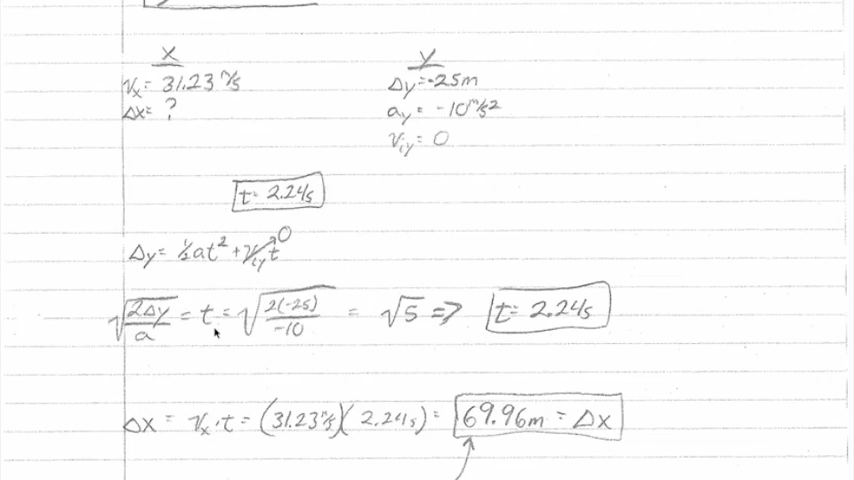 X y
Vx = 31.23 m/s Δy = -25m
Δx = ? ay = -10 m/s²
Viy = 0
t = 2.24s
Δy = ½at² + Viyt 0
√(2Δy/a) = t = √(2(-25)/-10) = √5 ⇒ t = 2.24s
Δx = Vx·t = (31.23 m/s)(2.24s) = 69.96m = Δx